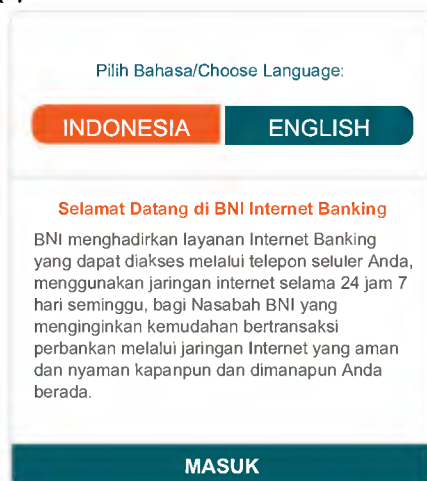 Pilih Bahasa/Choose Language:
INDONESIA
ENGLISH
Selamat Datang di BNI Internet Banking
BNI menghadirkan layanan Internet Banking
yang dapat diakses melalui telepon seluler Anda,
menggunakan jaringan internet selama 24 jam 7
hari seminggu, bagi Nasabah BNI yang
menginginkan kemudahan bertransaksi
perbankan melalui jaringan Internet yang aman
dan nyaman kapanpun dan dimanapun Anda
berada.
MASUK